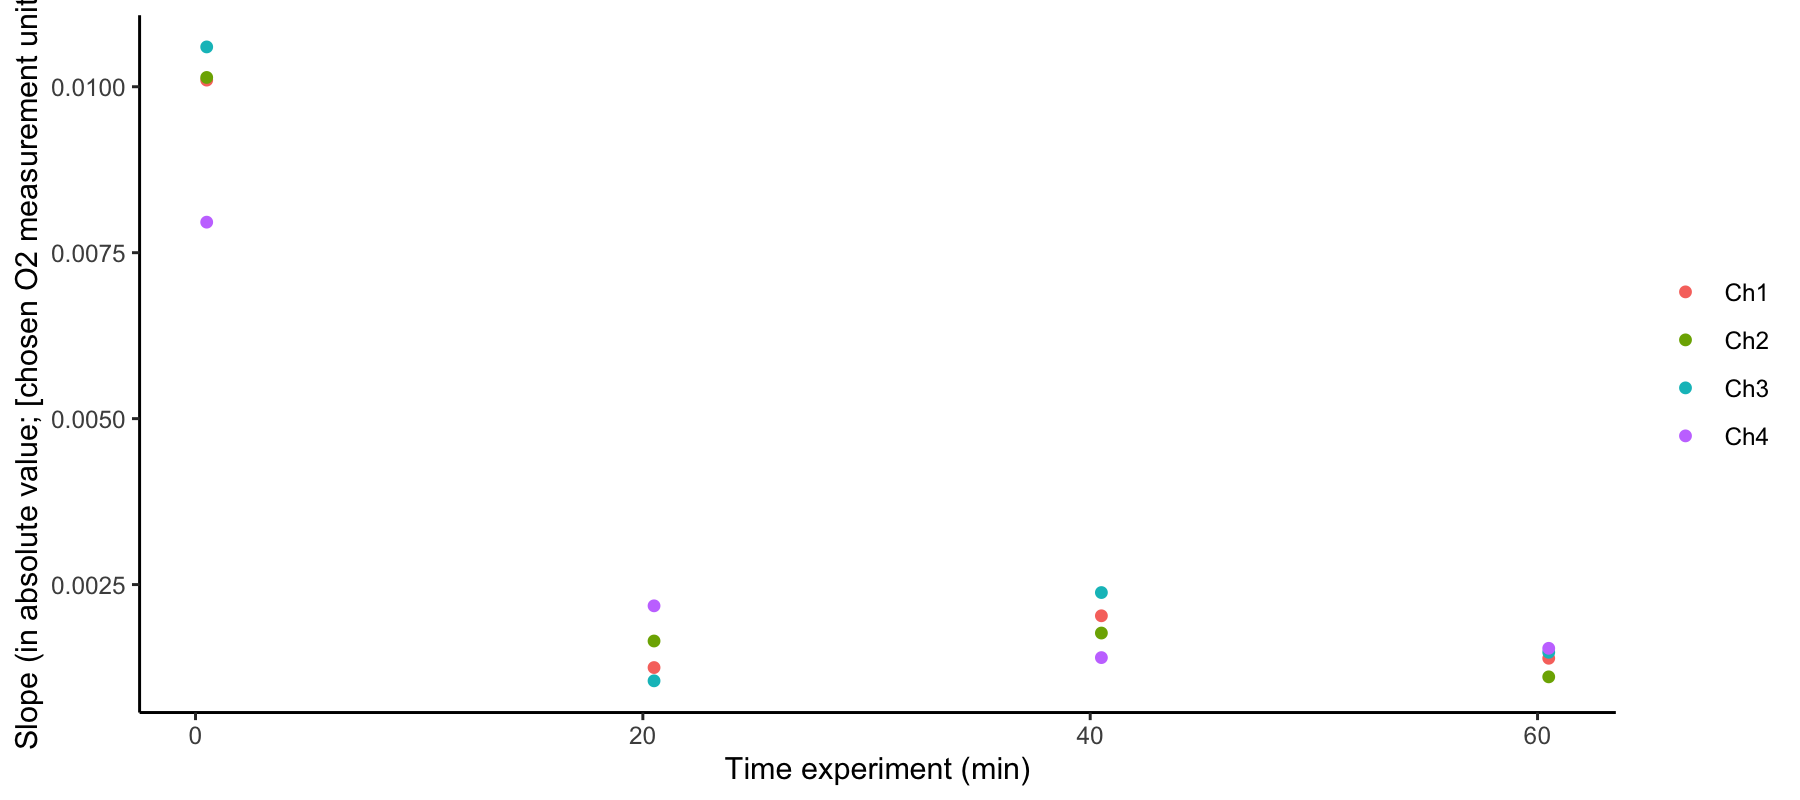 Slope (in absolute value; [chosen O2 measurement unit
0.0100
0.0075
0.0050
0.0025
0
20
40
60
Time experiment (min)
Ch1
Ch2
Ch3
Ch4